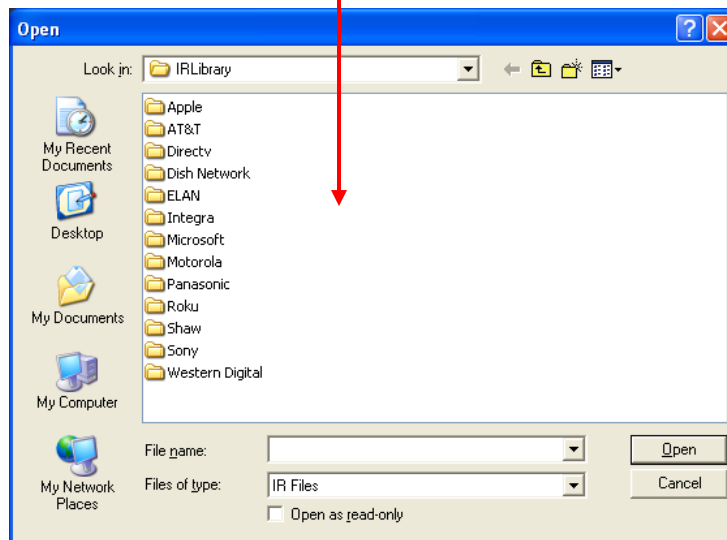 Open
Look in: IRLibrary
Apple
AT&T
Directv
Dish Network
ELAN
Integra
Microsoft
Motorola
Panasonic
Roku
Shaw
Sony
Western Digital
My Recent
Documents
Desktop
My Documents
My Computer
My Network
Places
File name:
Open
Files of type: IR Files
Cancel
Open as read-only